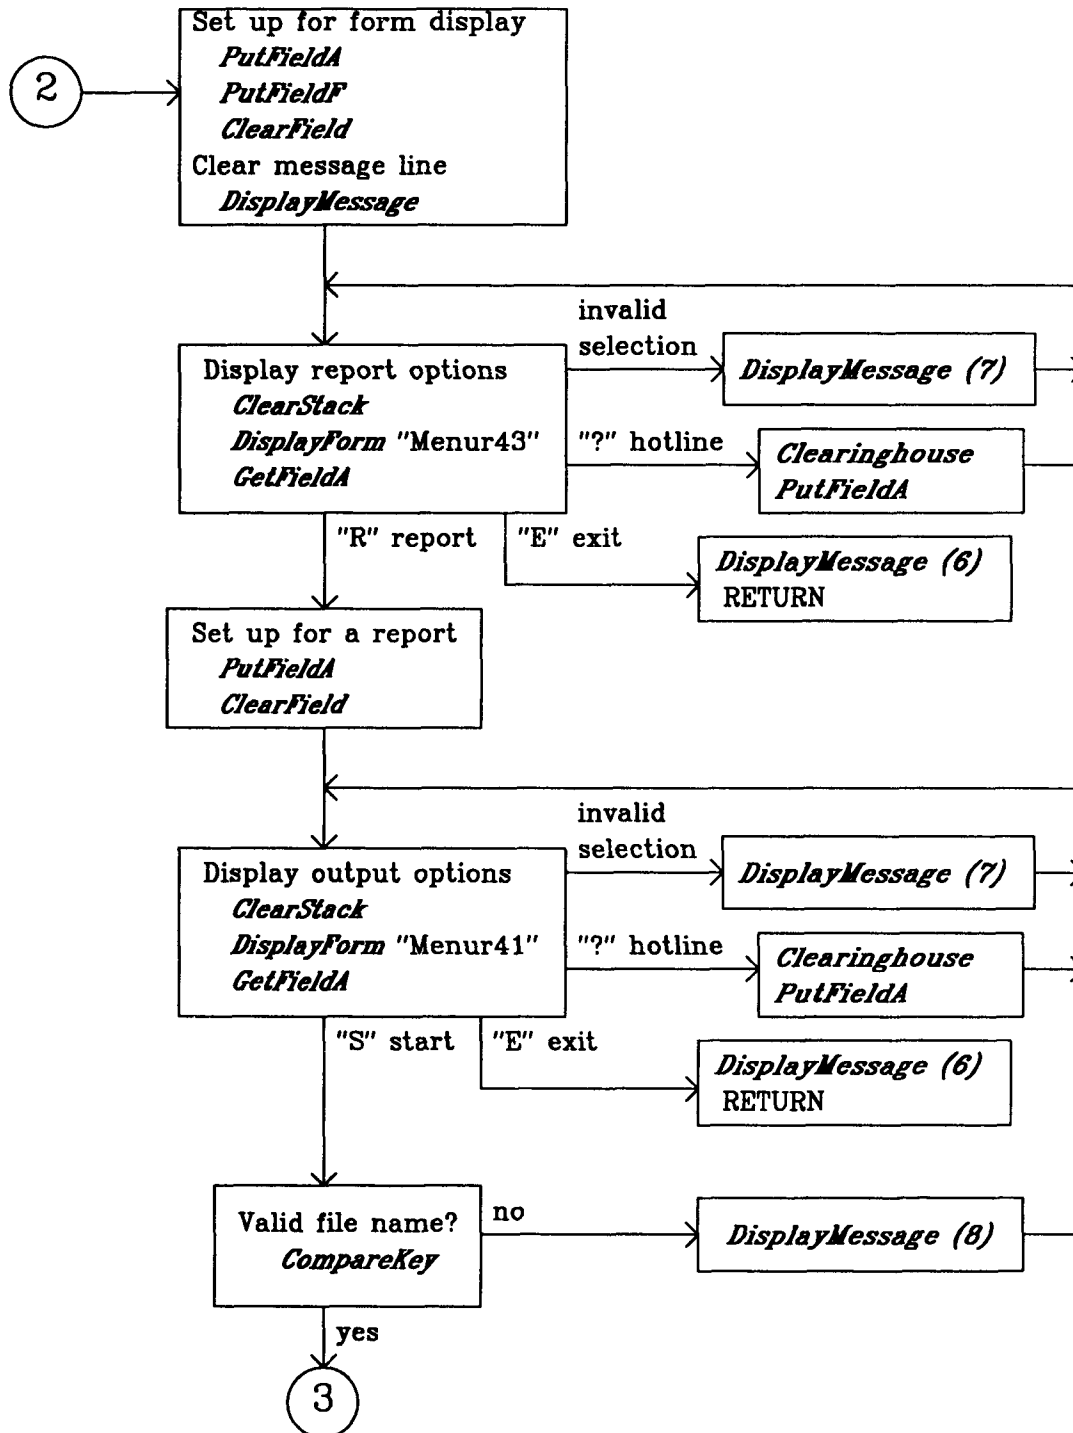 Set up for form display
PutFieldA
2
PutFieldF
ClearField
Clear message line
DisplayMessage
invalid
selection
Display report options
ClearStack
DisplayForm "Menur43"
GetFieldA
DisplayMessage (7)
"?" hotline
Clearinghouse
PutFieldA
"R" report
"E" exit
DisplayMessage (6)
RETURN
Set up for a report
PutFieldA
ClearField
invalid
selection
Display output options
ClearStack
DisplayForm "Menur41"
GetFieldA
DisplayMessage (7)
"?" hotline
Clearinghouse
PutFieldA
"S" start
"E" exit
DisplayMessage (6)
RETURN
Valid file name?
CompareKey
no
DisplayMessage (8)
yes
3